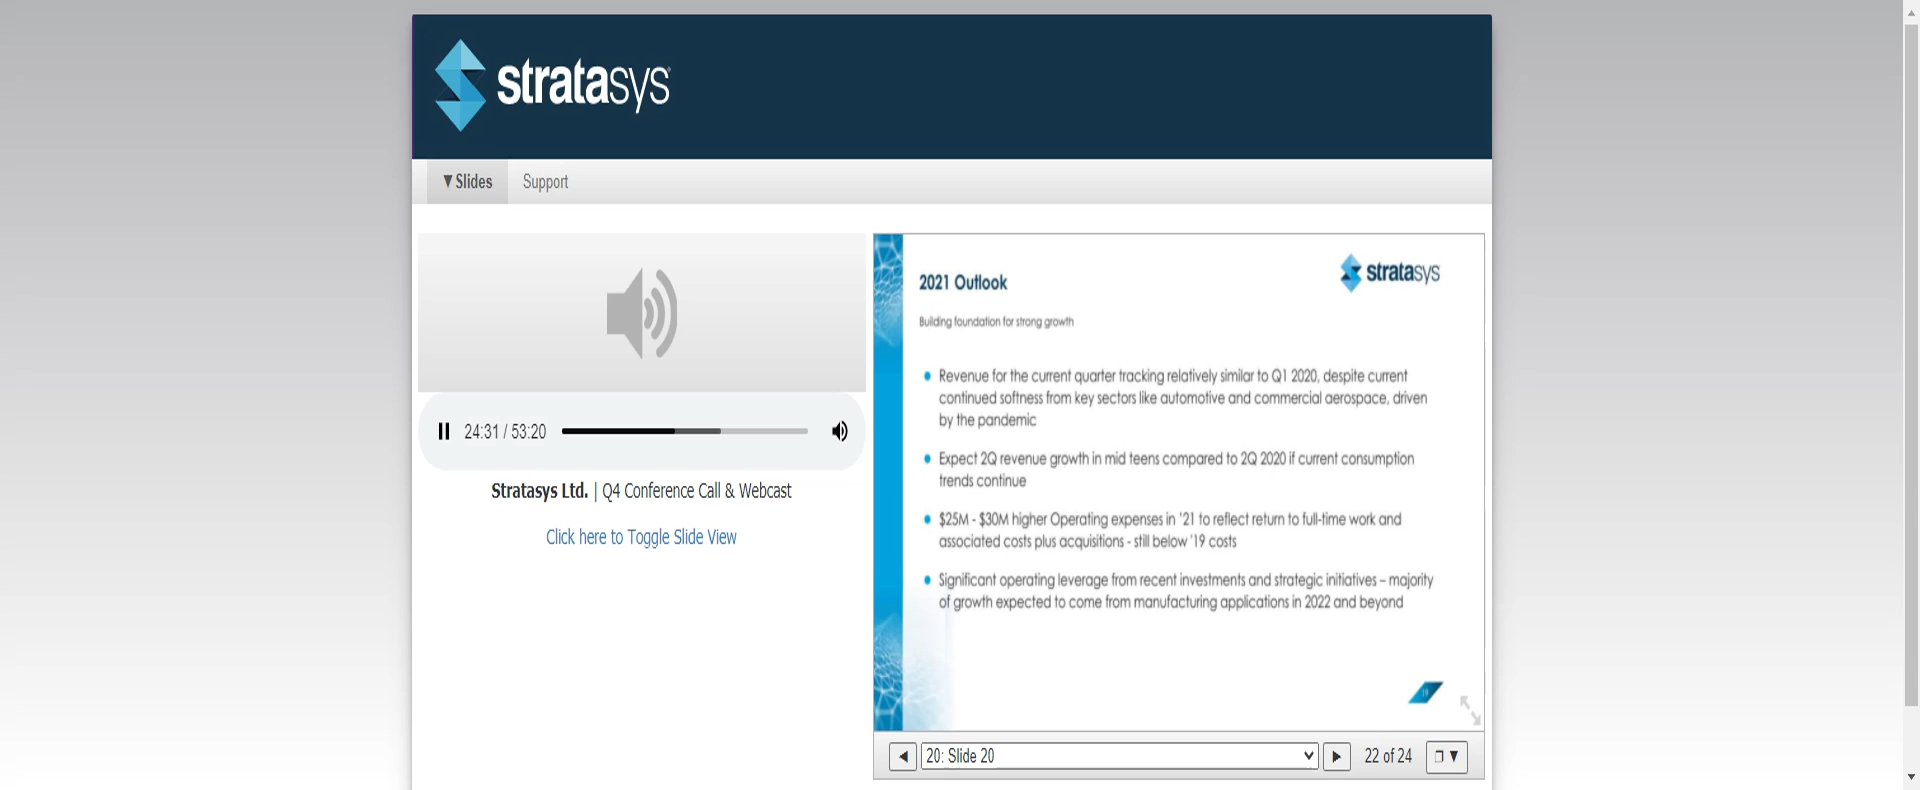 stratasys
▼Slides
Support
24:31 / 53:20
Stratasys Ltd. | Q4 Conference Call & Webcast
Click here to Toggle Slide View
stratasys
2021 Outlook
Building foundation for strong growth
Revenue for the current quarter tracking relatively similar to Q1 2020, despite current
continued softness from key sectors like automotive and commercial aerospace, driven
by the pandemic
Expect 2Q revenue growth in mid teens compared to 2Q 2020 if current consumption
trends continue
$25M - $30M higher Operating expenses in '21 to reflect return to full-time work and
associated costs plus acquisitions - still below '19 costs
Significant operating leverage from recent investments and strategic initiatives – majority
of growth expected to come from manufacturing applications in 2022 and beyond
19
20: Slide 20
22 of 24